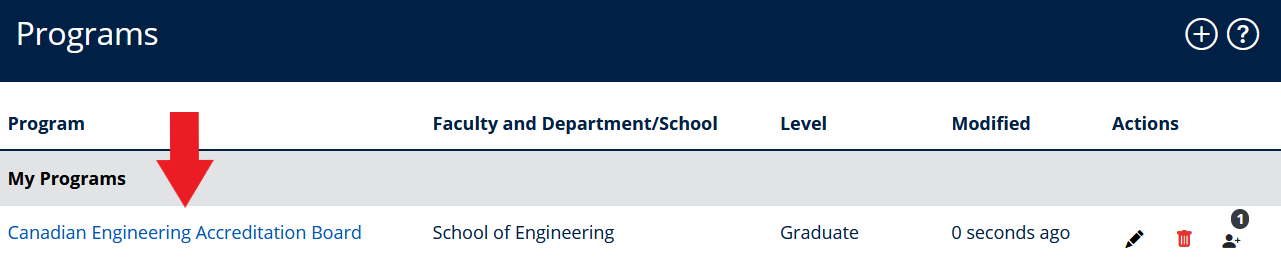 Programs
Program Faculty and Department/School Level Modified Actions
My Programs
Canadian Engineering Accreditation Board School of Engineering Graduate 0 seconds ago 1